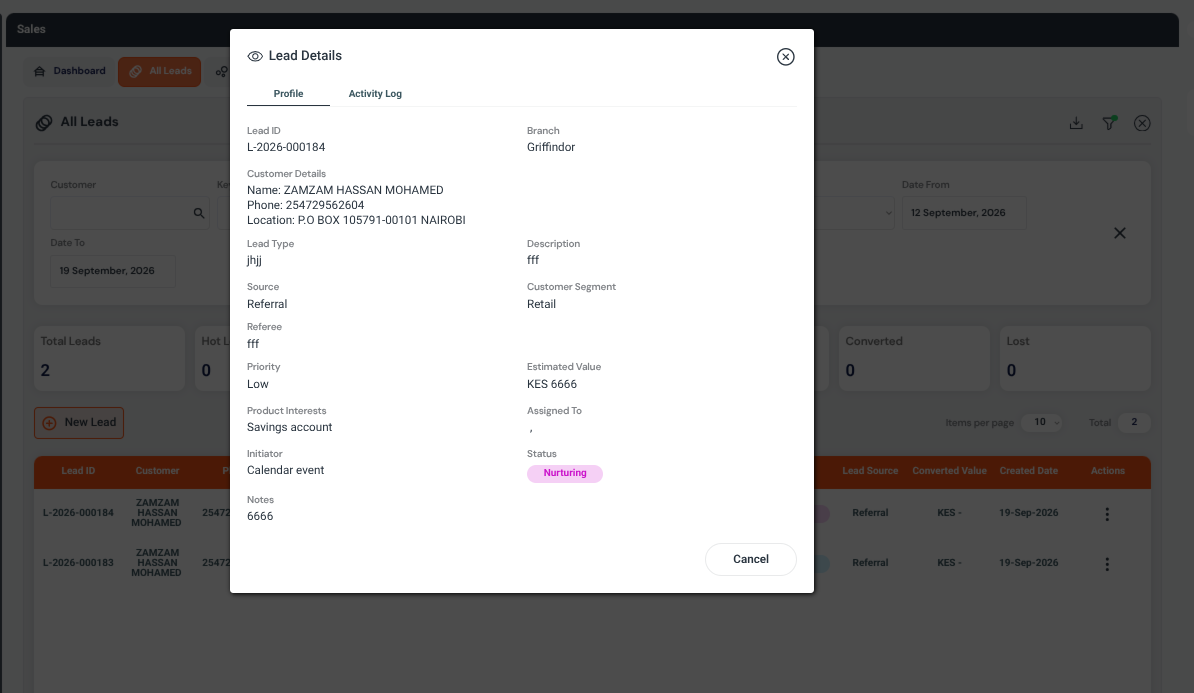 Sales
Dashboard
All Leads
Lead Details
Profile
Activity Log
All Leads
Lead ID
L-2026-000184
Branch
Griffindor
Customer Details
Name: ZAMZAM HASSAN MOHAMED
Phone: 254729562604
Location: P.O BOX 105791-00101 NAIROBI
Lead Type
jhjj
Description
fff
Source
Referral
Customer Segment
Retail
Referee
fff
Priority
Low
Estimated Value
KES 6666
Product Interests
Savings account
Assigned To
,
Initiator
Calendar event
Status
Nurturing
Notes
6666
Cancel
Customer
Date From
12 September, 2026
Date To
19 September, 2026
Total Leads
2
Hot
0
Converted
0
Lost
0
New Lead
Items per page
10
Total
2
Lead ID
Customer
Lead Source
Converted Value
Created Date
Actions
L-2026-000184
ZAMZAM
HASSAN
MOHAMED
25472
Referral
KES -
19-Sep-2026
L-2026-000183
ZAMZAM
HASSAN
MOHAMED
25472
Referral
KES -
19-Sep-2026